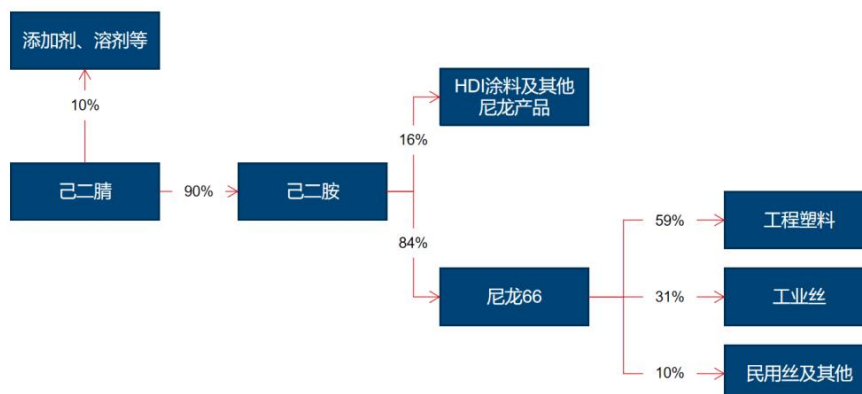 添加剂、溶剂等
10%
HDI涂料及其他
尼龙产品
16%
己二腈
90%
己二胺
84%
59%
工程塑料
尼龙66
31%
工业丝
10%
民用丝及其他